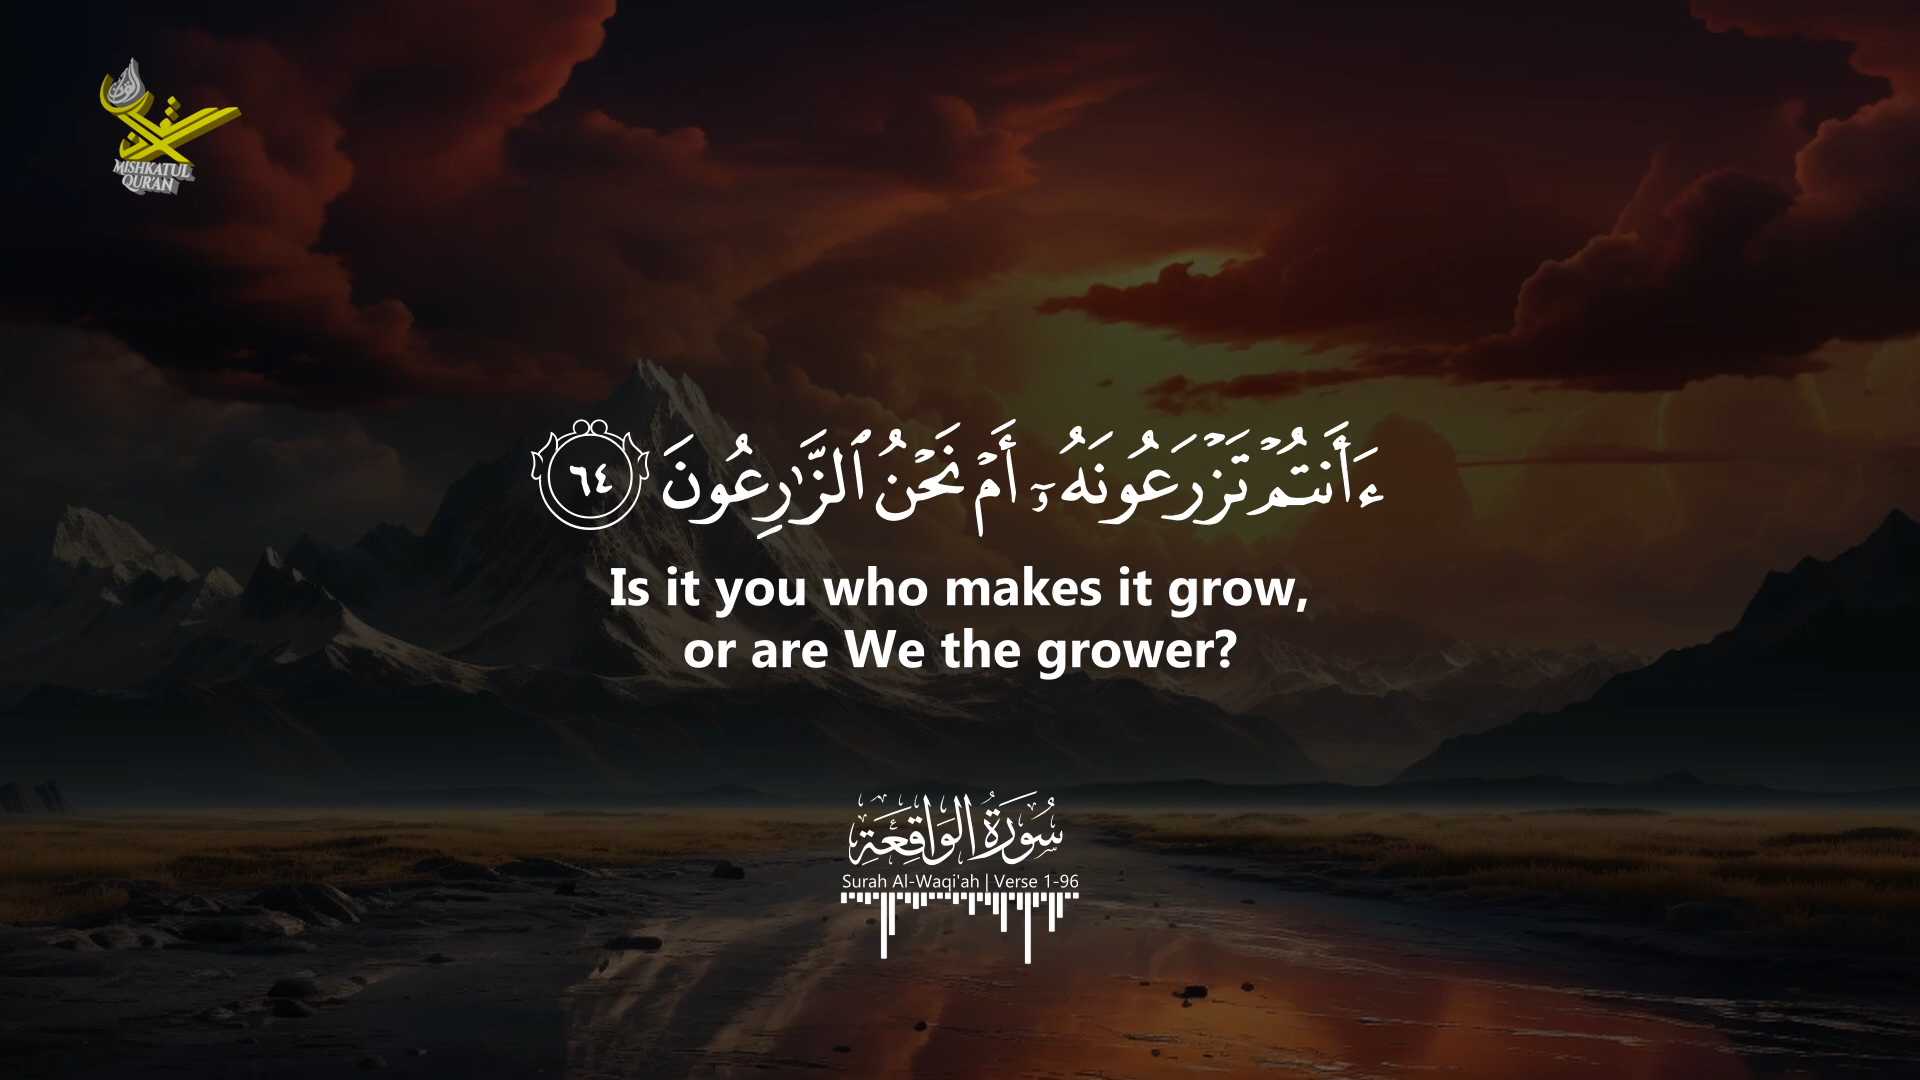 القرآن
MISHKATUL
QUR'AN
ءَأَنتُمْ تَزْرَعُونَهُۥٓ أَمْ نَحْنُ ٱلزَّٰرِعُونَ ٦٤
Is it you who makes it grow,
or are We the grower?
سُورَةُ الوَاقِعَةِ
Surah Al-Waqi'ah | Verse 1-96